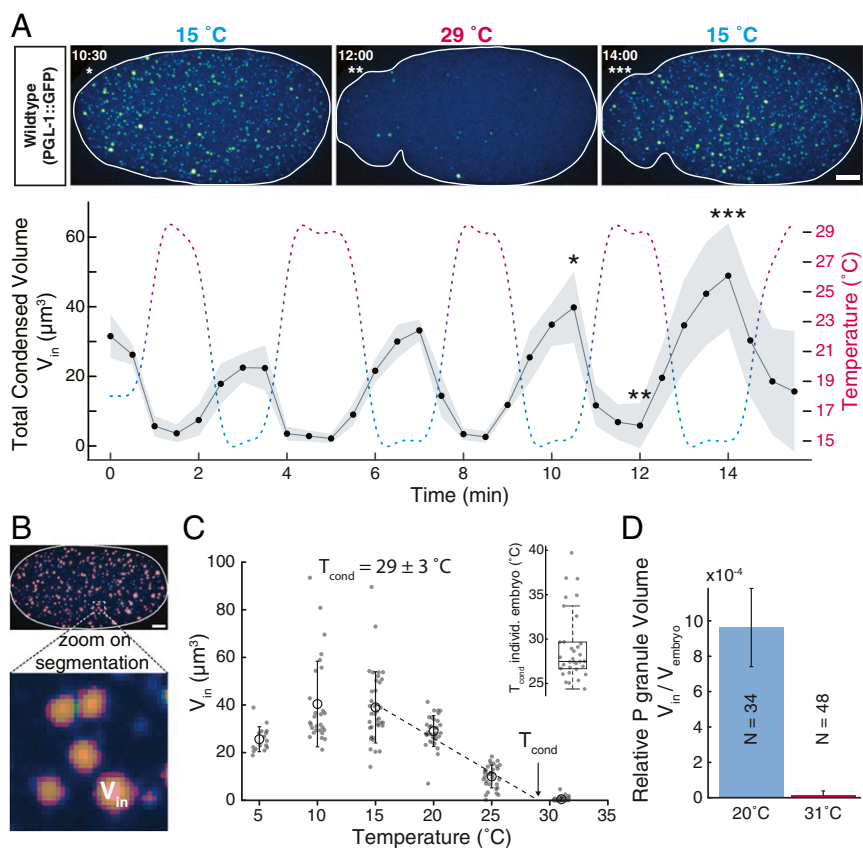 A
15 ˚C
29 ˚C
15 ˚C
Wildtype
(PGL-1::GFP)
10:30
*
12:00
**
14:00
***
Total Condensed Volume
V_in (µm³)
60
40
20
0
*
**
***
29
27
25
23
21
19
17
15
Temperature (˚C)
0
2
4
6
8
10
12
14
Time (min)
B
zoom on
segmentation
V_in
C
T_cond = 29 ± 3 ˚C
V_in (µm³)
100
80
60
40
20
0
T_cond
5
10
15
20
25
30
35
Temperature (˚C)
T_cond individ. embryo (˚C)
40
35
30
25
D
x10⁻⁴
Relative P granule Volume
V_in / V_embryo
10
8
6
4
2
0
N = 34
N = 48
20˚C
31˚C